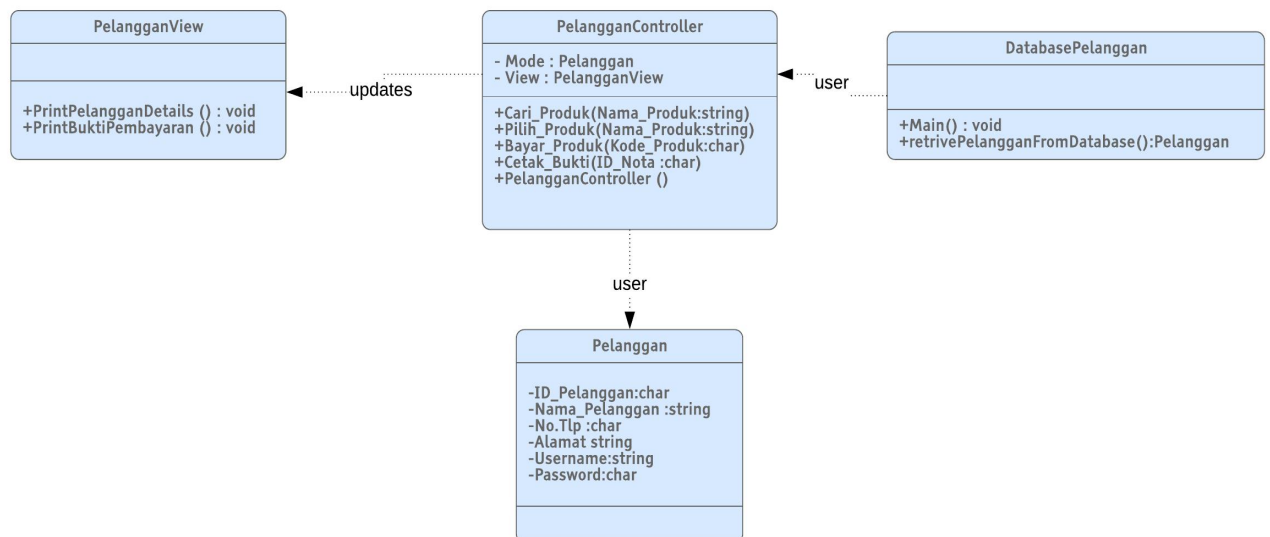 PelangganView
+PrintPelangganDetails () : void
+PrintBuktiPembayaran () : void
updates
PelangganController
- Mode : Pelanggan
- View : PelangganView
+Cari_Produk(Nama_Produk:string)
+Pilih_Produk(Nama_Produk:string)
+Bayar_Produk(Kode_Produk:char)
+Cetak_Bukti(ID_Nota :char)
+PelangganController ()
user
DatabasePelanggan
+Main() : void
+retrivePelangganFromDatabase():Pelanggan
user
Pelanggan
-ID_Pelanggan:char
-Nama_Pelanggan :string
-No.Tlp :char
-Alamat string
-Username:string
-Password:char